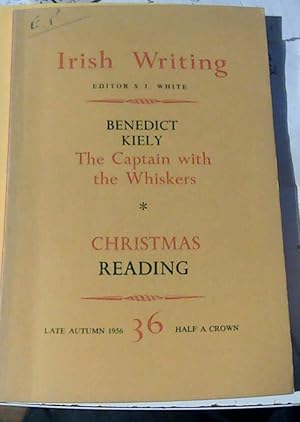 E P
Irish Writing
EDITOR S. J. WHITE
BENEDICT
KIELY
The Captain with
the Whiskers
*
CHRISTMAS
READING
LATE AUTUMN 1956 36 HALF A CROWN